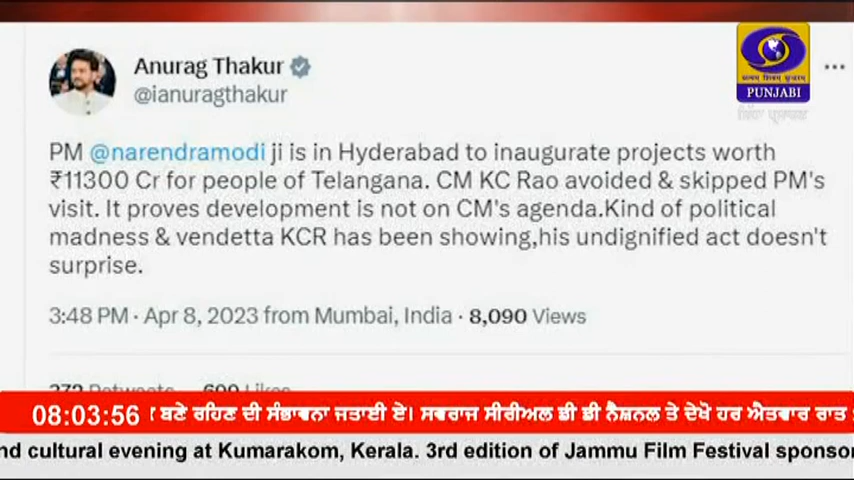 Anurag Thakur
@ianuragthakur
PUNJABI
PM @narendramodi ji is in Hyderabad to inaugurate projects worth
₹11300 Cr for people of Telangana. CM KC Rao avoided & skipped PM's
visit. It proves development is not on CM's agenda.Kind of political
madness & vendetta KCR has been showing,his undignified act doesn't
surprise.
3:48 PM · Apr 8, 2023 from Mumbai, India · 8,090 Views
372 Retweets 699 Likes
08:03:56 ਬਣੇ ਰਹਿਣ ਦੀ ਸੰਭਾਵਨਾ ਜਤਾਈ ਏ। ਸਵਰਾਜ ਸੀਰੀਅਲ ਡੀ ਡੀ ਨੈਸ਼ਨਲ ਤੇ ਦੇਖੋ ਹਰ ਐਤਵਾਰ ਰਾਤ
nd cultural evening at Kumarakom, Kerala. 3rd edition of Jammu Film Festival sponsor